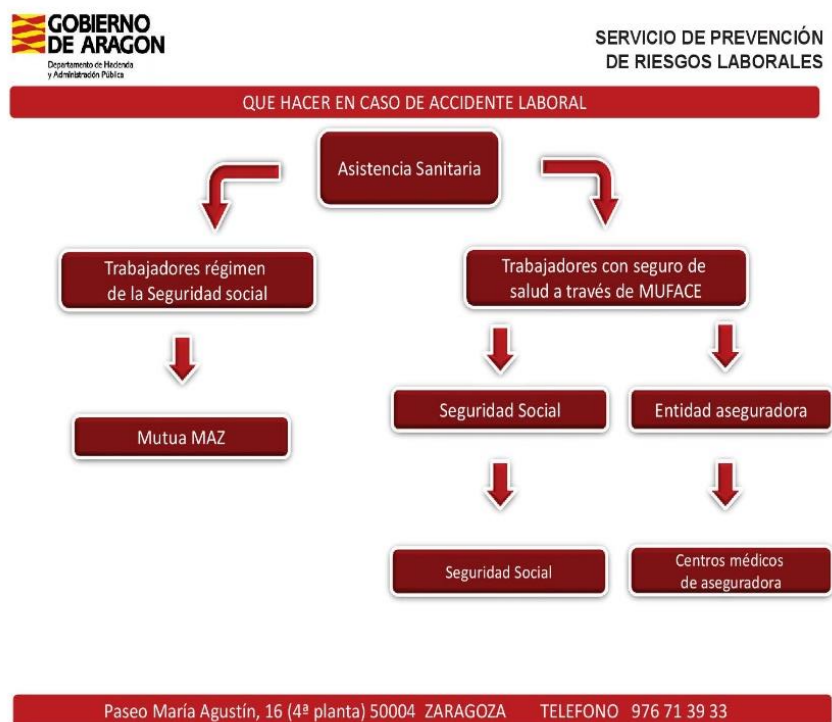 GOBIERNO
DE ARAGON
Departamento de Hacienda
y Administración Pública
SERVICIO DE PREVENCIÓN
DE RIESGOS LABORALES
QUE HACER EN CASO DE ACCIDENTE LABORAL
Asistencia Sanitaria
Trabajadores régimen
de la Seguridad social
Trabajadores con seguro de
salud a través de MUFACE
Mutua MAZ
Seguridad Social
Entidad aseguradora
Seguridad Social
Centros médicos
de aseguradora
Paseo María Agustín, 16 (4ª planta) 50004 ZARAGOZA TELEFONO 976 71 39 33